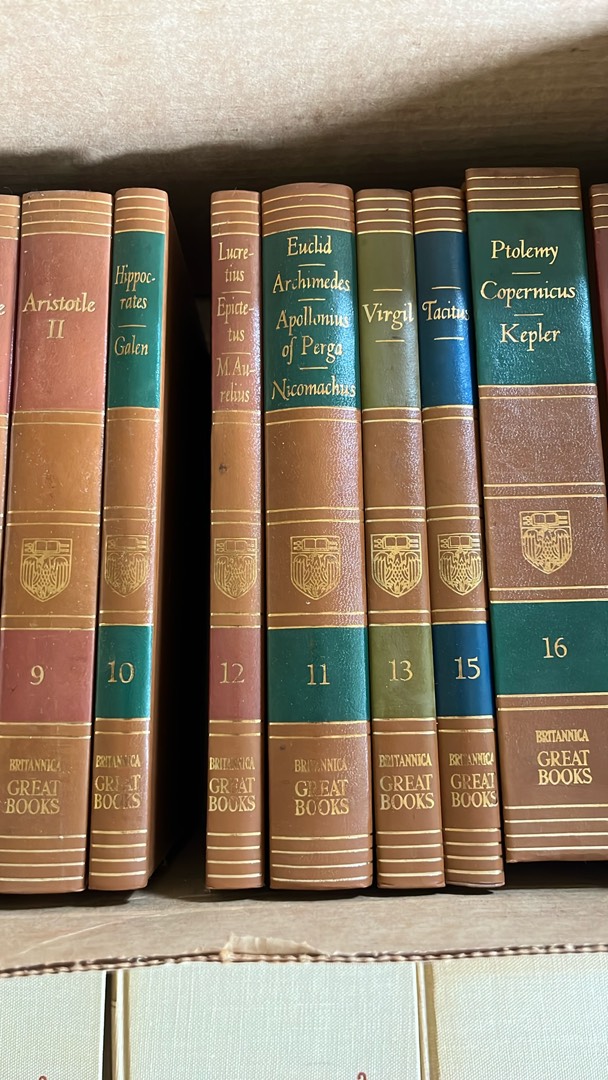 Aristotle
II
9
BRITANNICA
GREAT
BOOKS
Hippoc-
rates
Galen
10
BRITANNICA
GREAT
BOOKS
Lucre-
tius
Epicte-
tus
M. Au-
relius
12
BRITANNICA
GREAT
BOOKS
Euclid
Archimedes
Apollonius
of Perga
Nicomachus
11
BRITANNICA
GREAT
BOOKS
Virgil
13
BRITANNICA
GREAT
BOOKS
Tacitus
15
BRITANNICA
GREAT
BOOKS
Ptolemy
Copernicus
Kepler
16
BRITANNICA
GREAT
BOOKS